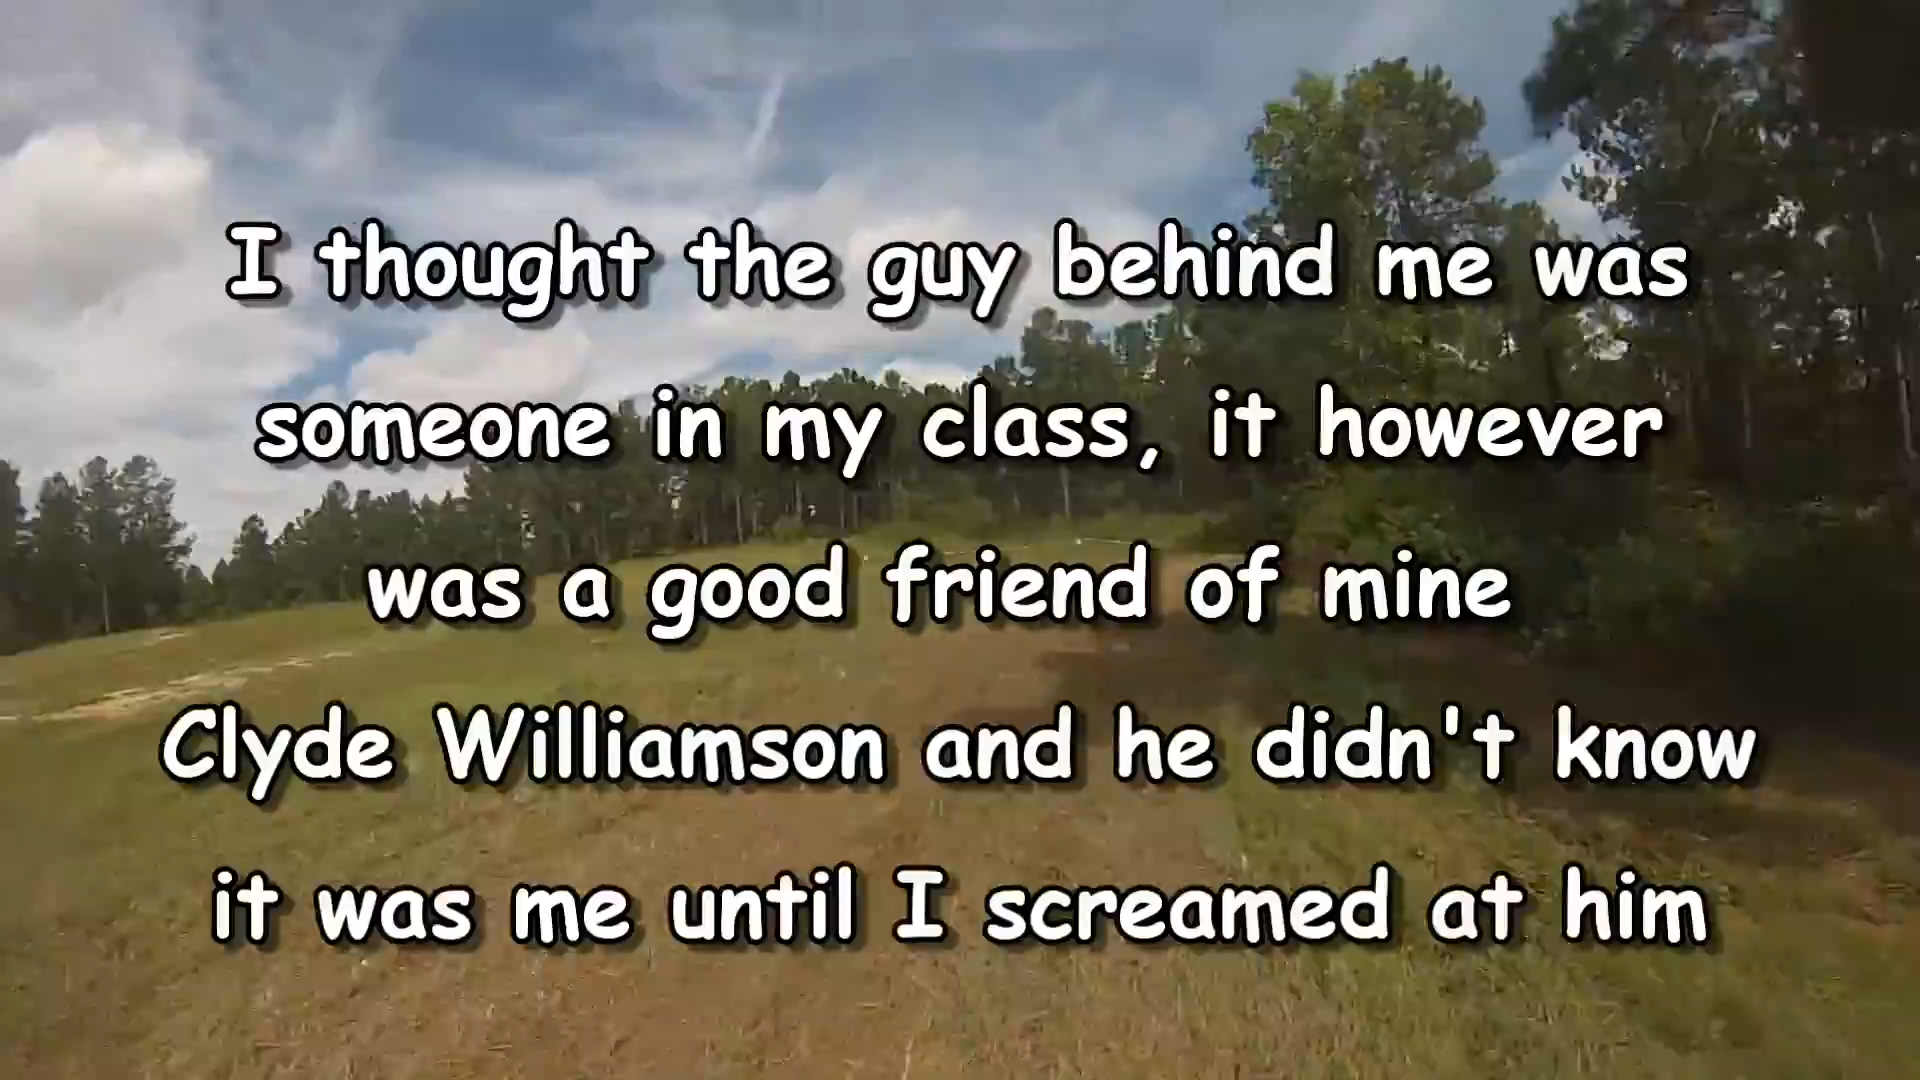 I thought the guy behind me was
someone in my class, it however
was a good friend of mine
Clyde Williamson and he didn't know
it was me until I screamed at him